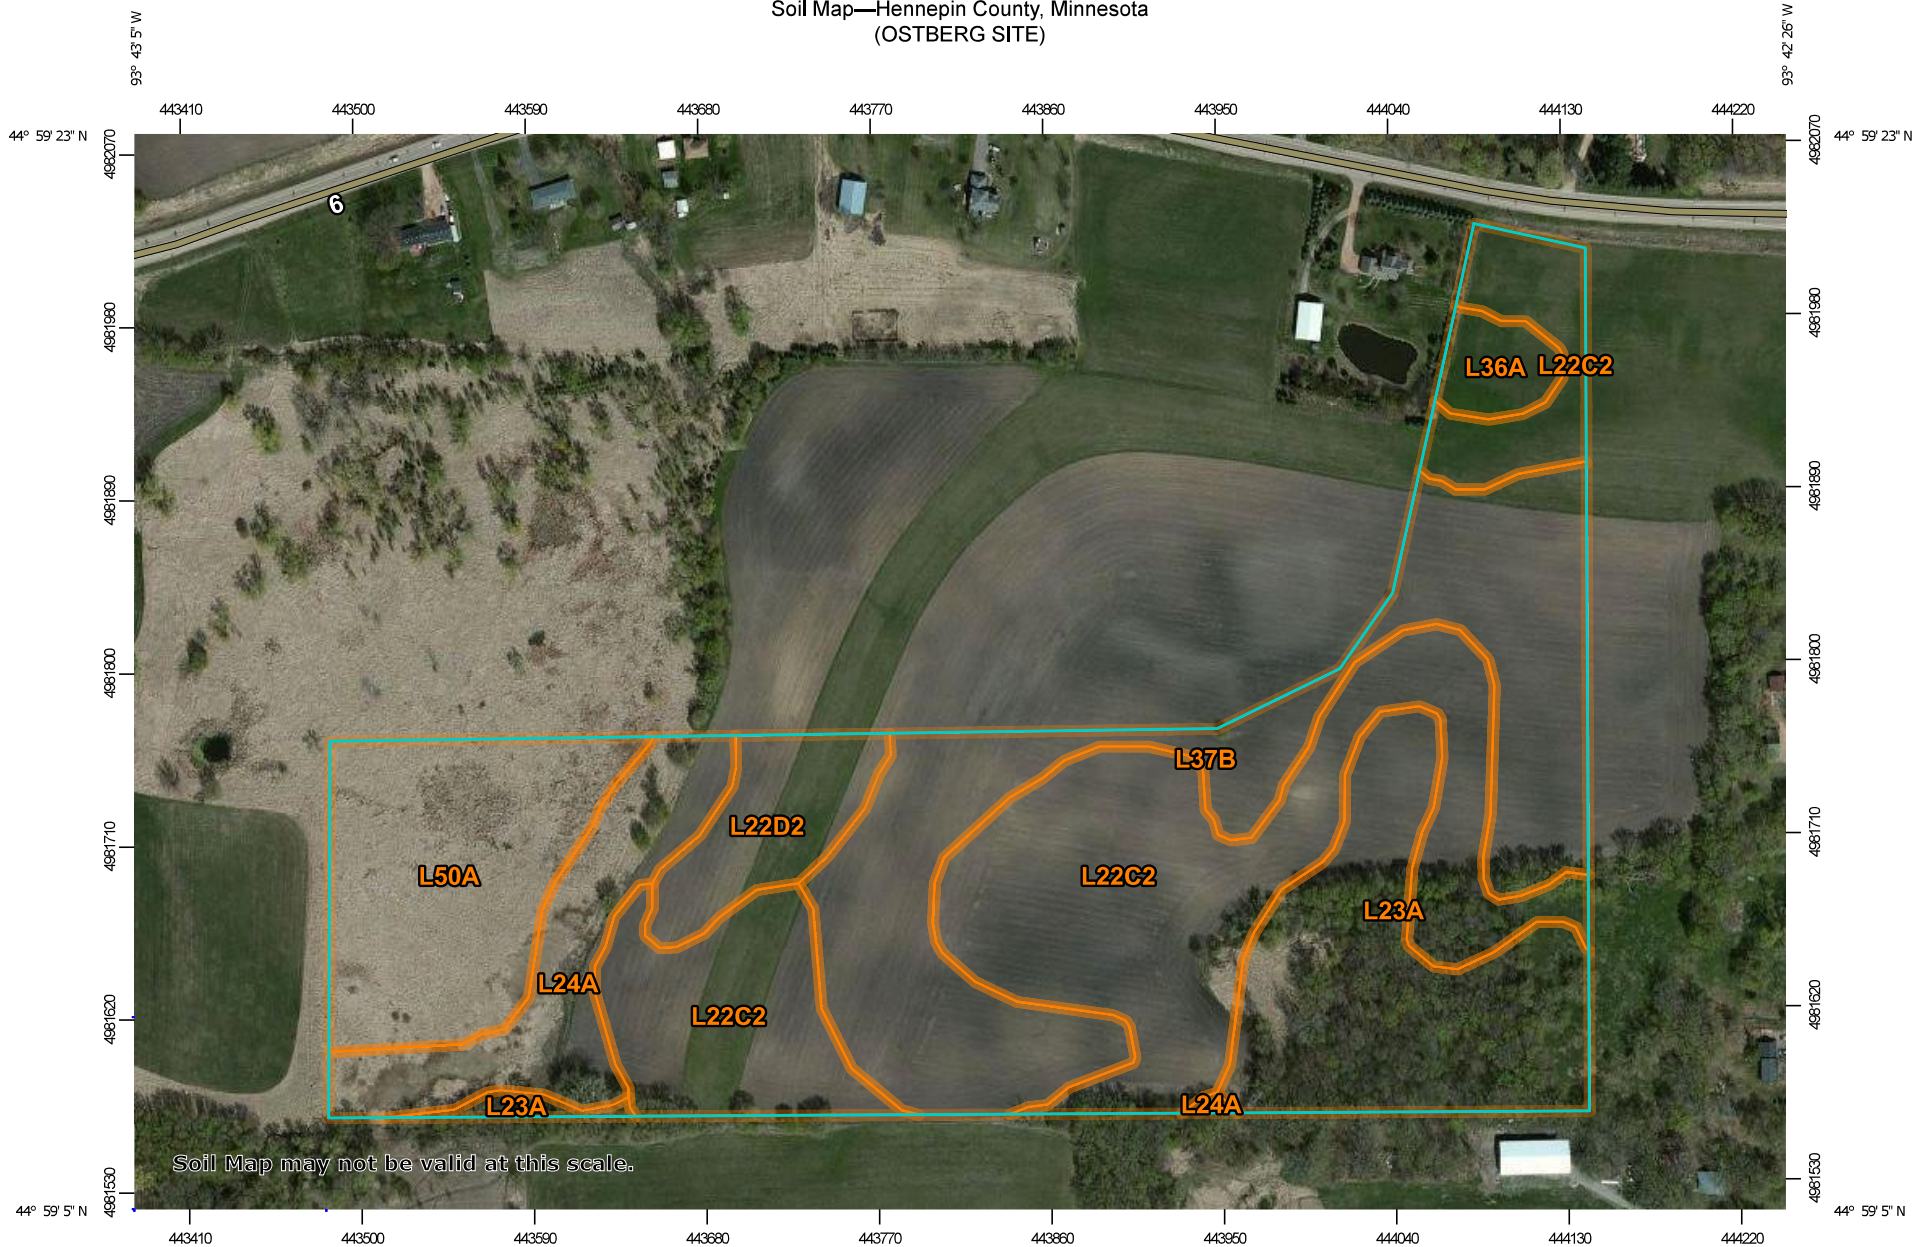 Soil Map—Hennepin County, Minnesota
(OSTBERG SITE)
93° 43' 5" W
93° 42' 26" W
443410 443500 443590 443680 443770 443860 443950 444040 444130 444220
44° 59' 23" N
44° 59' 23" N
4982070
4982070
6
4981980
4981980
L36A
L22C2
4981890
4981890
4981800
4981800
L37B
L22D2
4981710
4981710
L50A
L22C2
L23A
L24A
L22C2
4981620
4981620
L23A
L24A
Soil Map may not be valid at this scale.
4981530
4981530
44° 59' 5" N
44° 59' 5" N
443410 443500 443590 443680 443770 443860 443950 444040 444130 444220